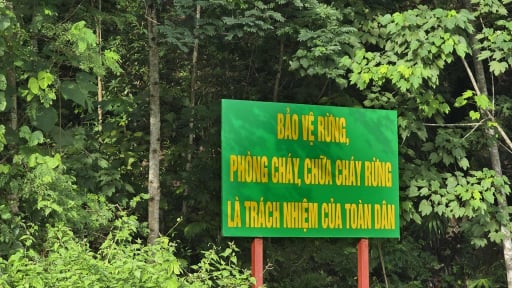 BẢO VỆ RỪNG,
PHÒNG CHÁY, CHỮA CHÁY RỪNG
LÀ TRÁCH NHIỆM CỦA TOÀN DÂN